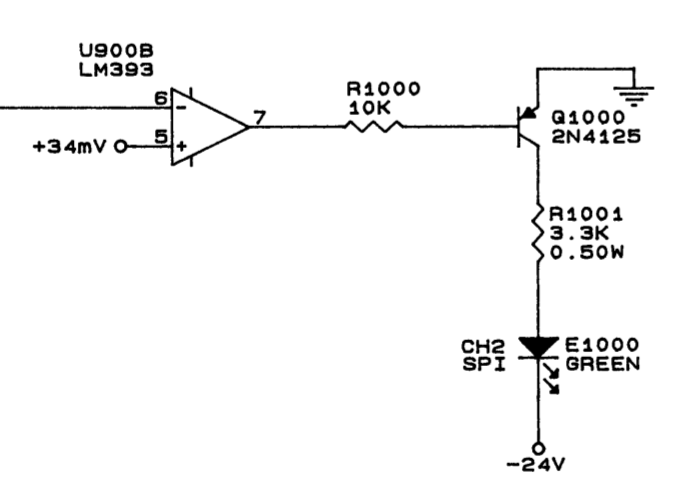 U900B
LM393
6
-
5
+
+34mV
7
R1000
10K
Q1000
2N4125
R1001
3.3K
0.50W
CH2
SPI
E1000
GREEN
-24V